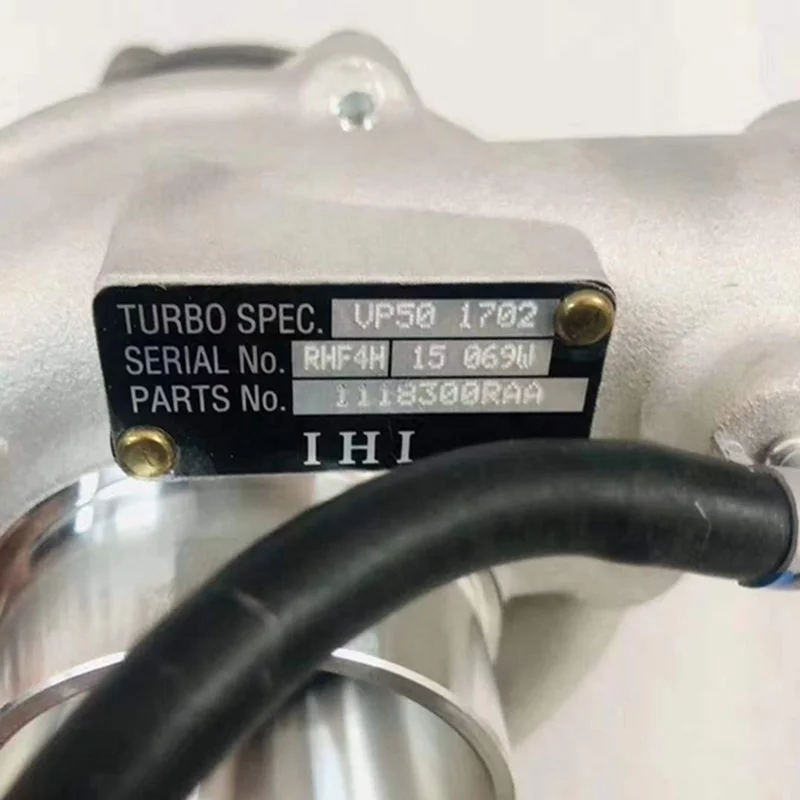 TURBO SPEC. VP50 1702
SERIAL No. RHF4H 15 069W
PARTS No. 1118300RAA
IHI